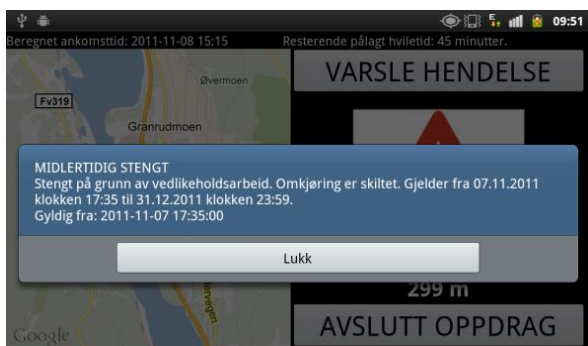 09:51
Beregnet ankomsttid: 2011-11-08 15:15
Resterende pålagt hviletid: 45 minutter.
VARSLE HENDELSE
Øvermoen
Fv319
Granrudmoen
MIDLERTIDIG STENGT
Stengt på grunn av vedlikeholdsarbeid. Omkjøring er skiltet. Gjelder fra 07.11.2011
klokken 17:35 til 31.12.2011 klokken 23:59.
Gyldig fra: 2011-11-07 17:35:00
Lukk
299 m
Google
AVSLUTT OPPDRAG